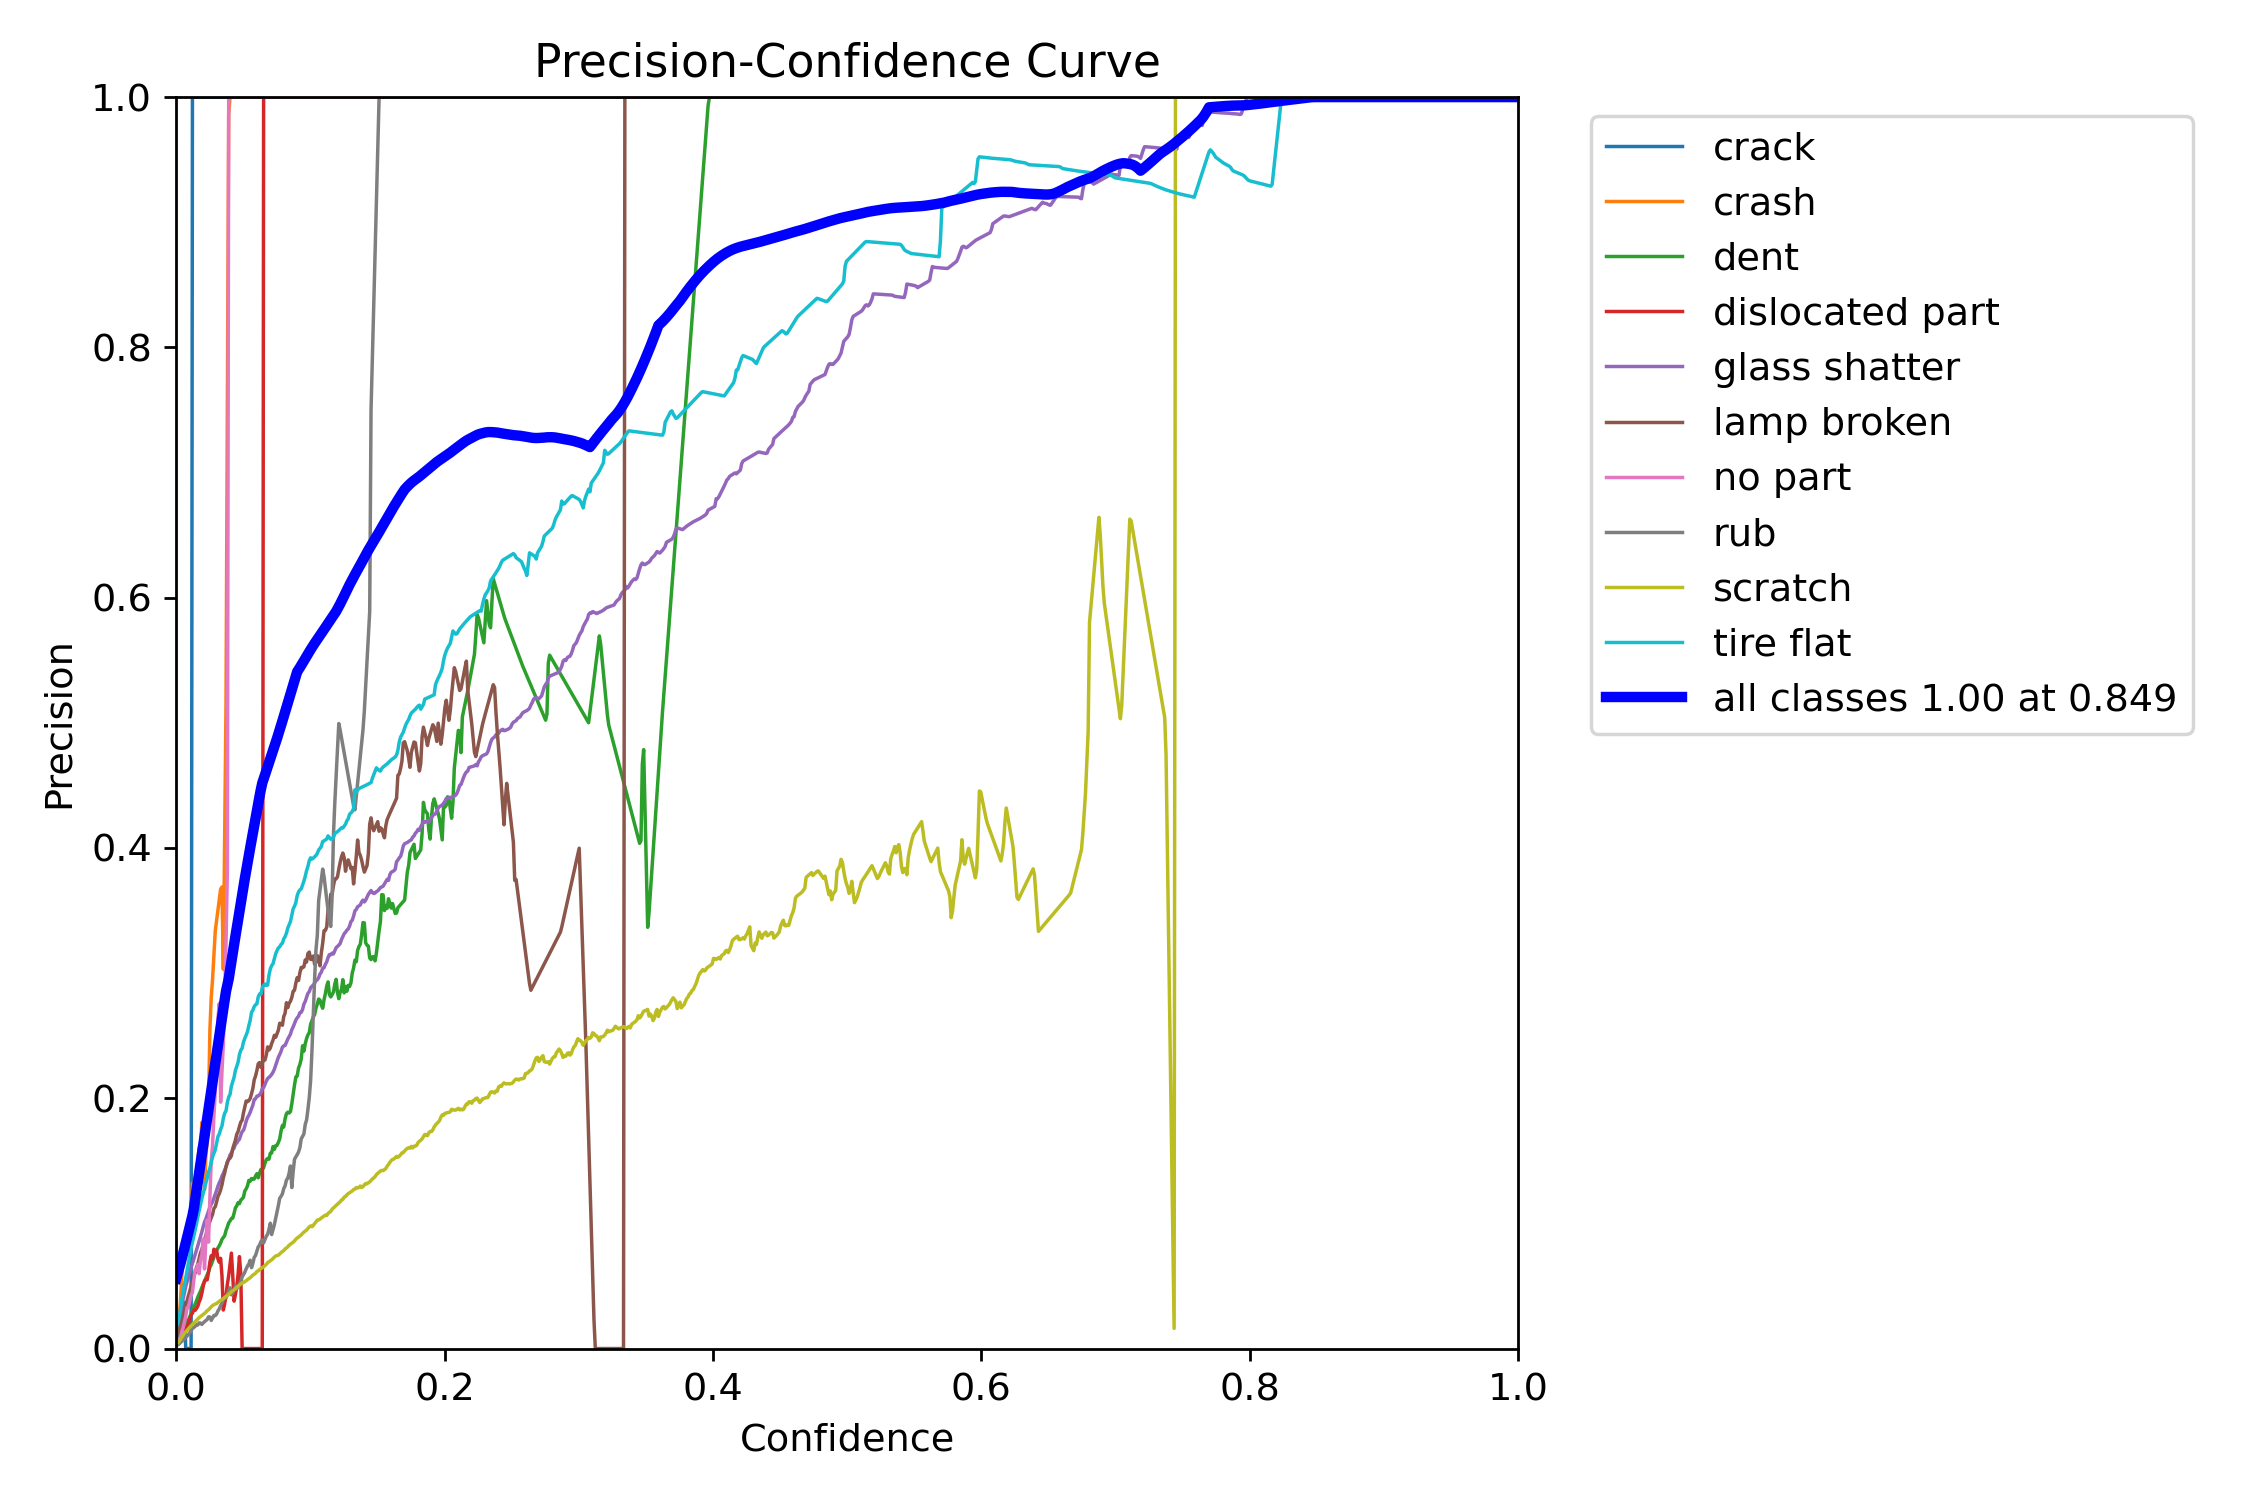 Precision-Confidence Curve
1.0
0.8
0.6
0.4
0.2
0.0
Precision
0.0 0.2 0.4 0.6 0.8 1.0
Confidence
crack
crash
dent
dislocated part
glass shatter
lamp broken
no part
rub
scratch
tire flat
all classes 1.00 at 0.849